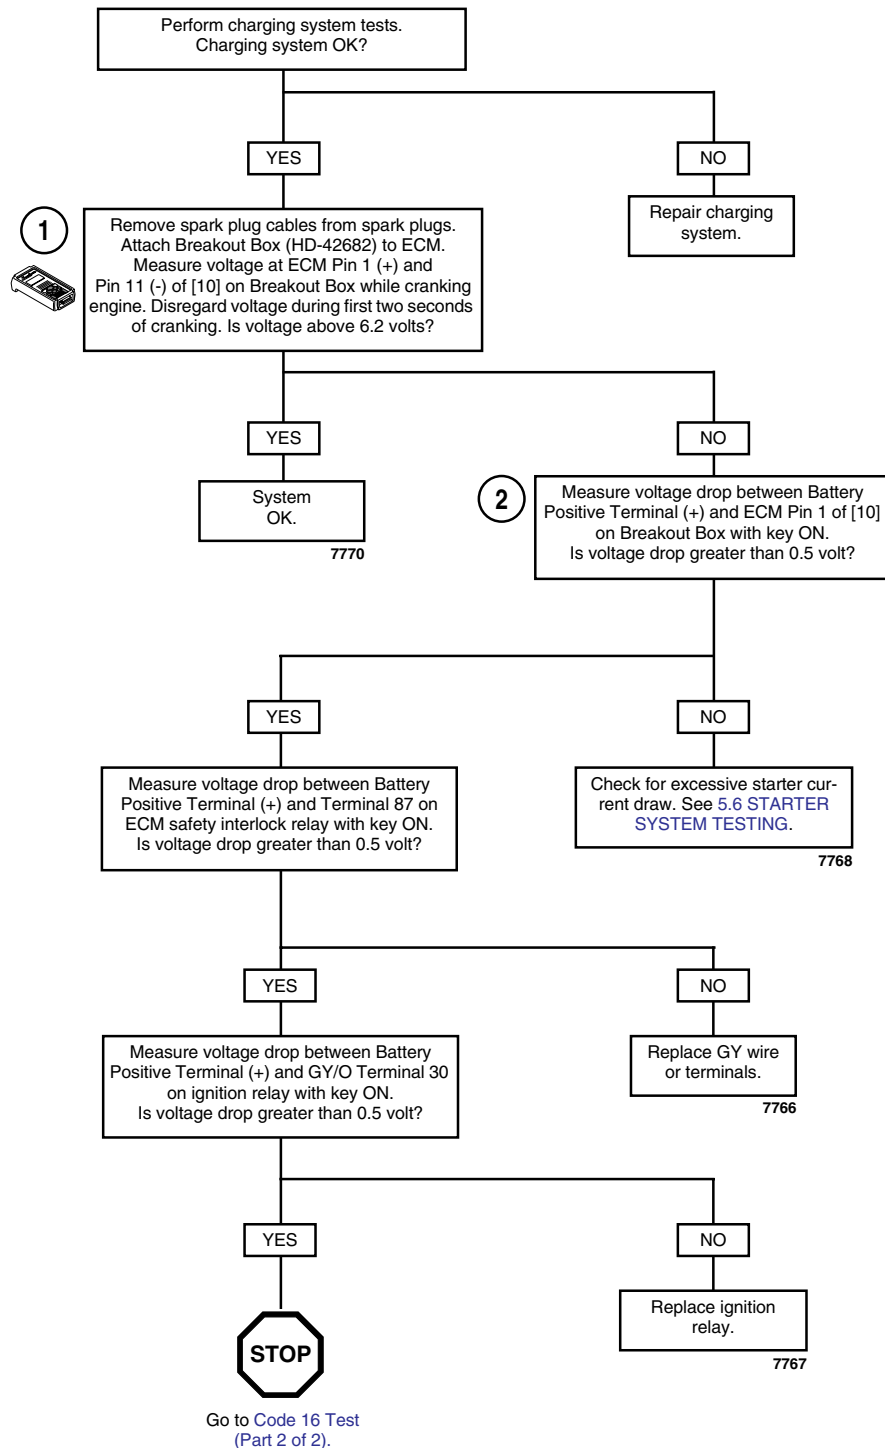 Perform charging system tests.
Charging system OK?
YES
NO
1
Remove spark plug cables from spark plugs.
Attach Breakout Box (HD-42682) to ECM.
Measure voltage at ECM Pin 1 (+) and
Pin 11 (-) of [10] on Breakout Box while cranking
engine. Disregard voltage during first two seconds
of cranking. Is voltage above 6.2 volts?
Repair charging
system.
YES
NO
System
OK.
7770
2
Measure voltage drop between Battery
Positive Terminal (+) and ECM Pin 1 of [10]
on Breakout Box with key ON.
Is voltage drop greater than 0.5 volt?
YES
NO
Measure voltage drop between Battery
Positive Terminal (+) and Terminal 87 on
ECM safety interlock relay with key ON.
Is voltage drop greater than 0.5 volt?
Check for excessive starter cur-
rent draw. See 5.6 STARTER
SYSTEM TESTING.
7768
YES
NO
Measure voltage drop between Battery
Positive Terminal (+) and GY/O Terminal 30
on ignition relay with key ON.
Is voltage drop greater than 0.5 volt?
Replace GY wire
or terminals.
7766
YES
NO
STOP
Replace ignition
relay.
7767
Go to Code 16 Test
(Part 2 of 2).